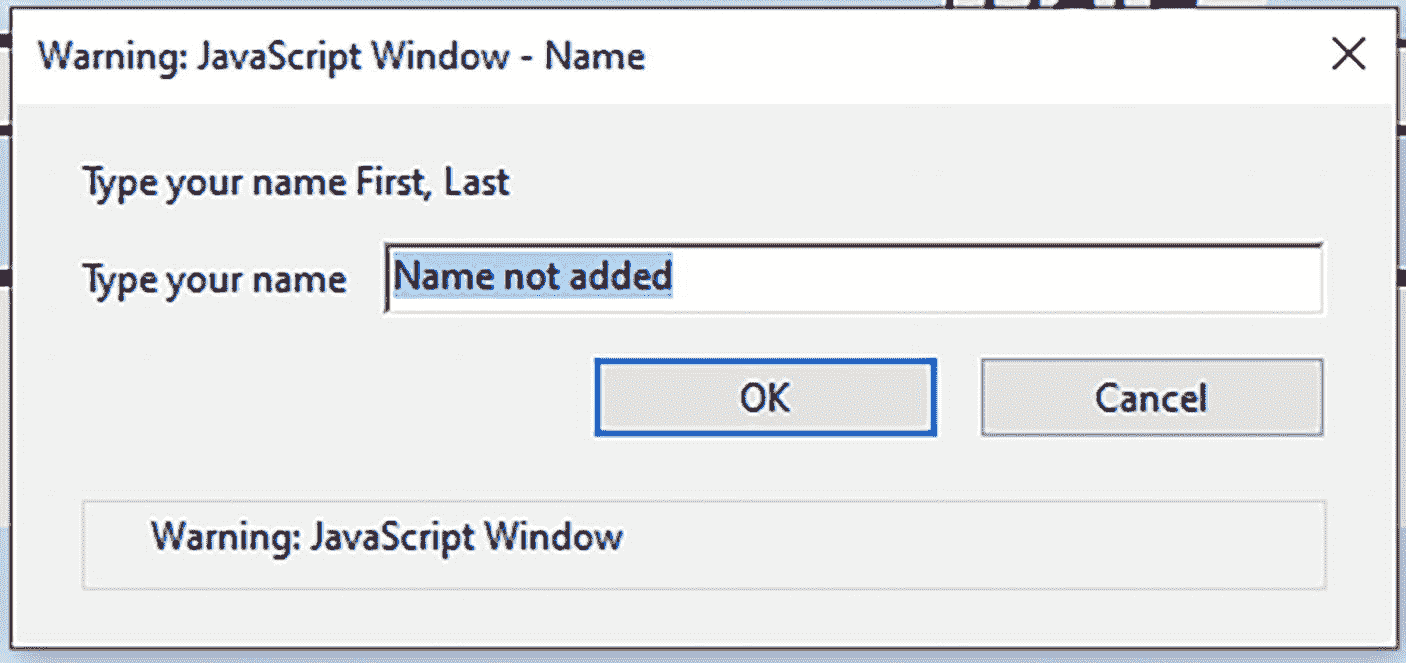 Warning: JavaScript Window - Name
Type your name First, Last
Type your name Name not added
OK Cancel
Warning: JavaScript Window